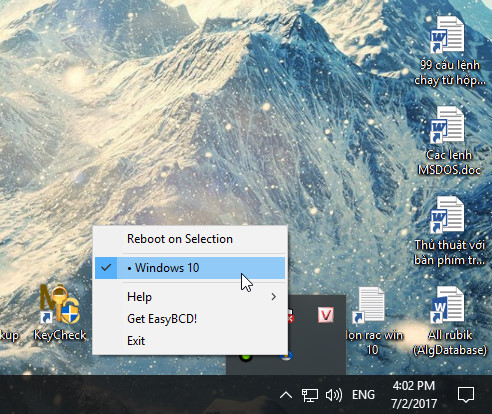 99 câu lệnh
chạy từ hộp...
Các lenh
MSDOS.doc
Thủ thuật với
bàn phím tr...
Reboot on Selection
• Windows 10
Help
Get EasyBCD!
Exit
kup
KeyCheck
dọn rac win
10
All rubik
(AlgDatabase)
ENG
4:02 PM
7/2/2017